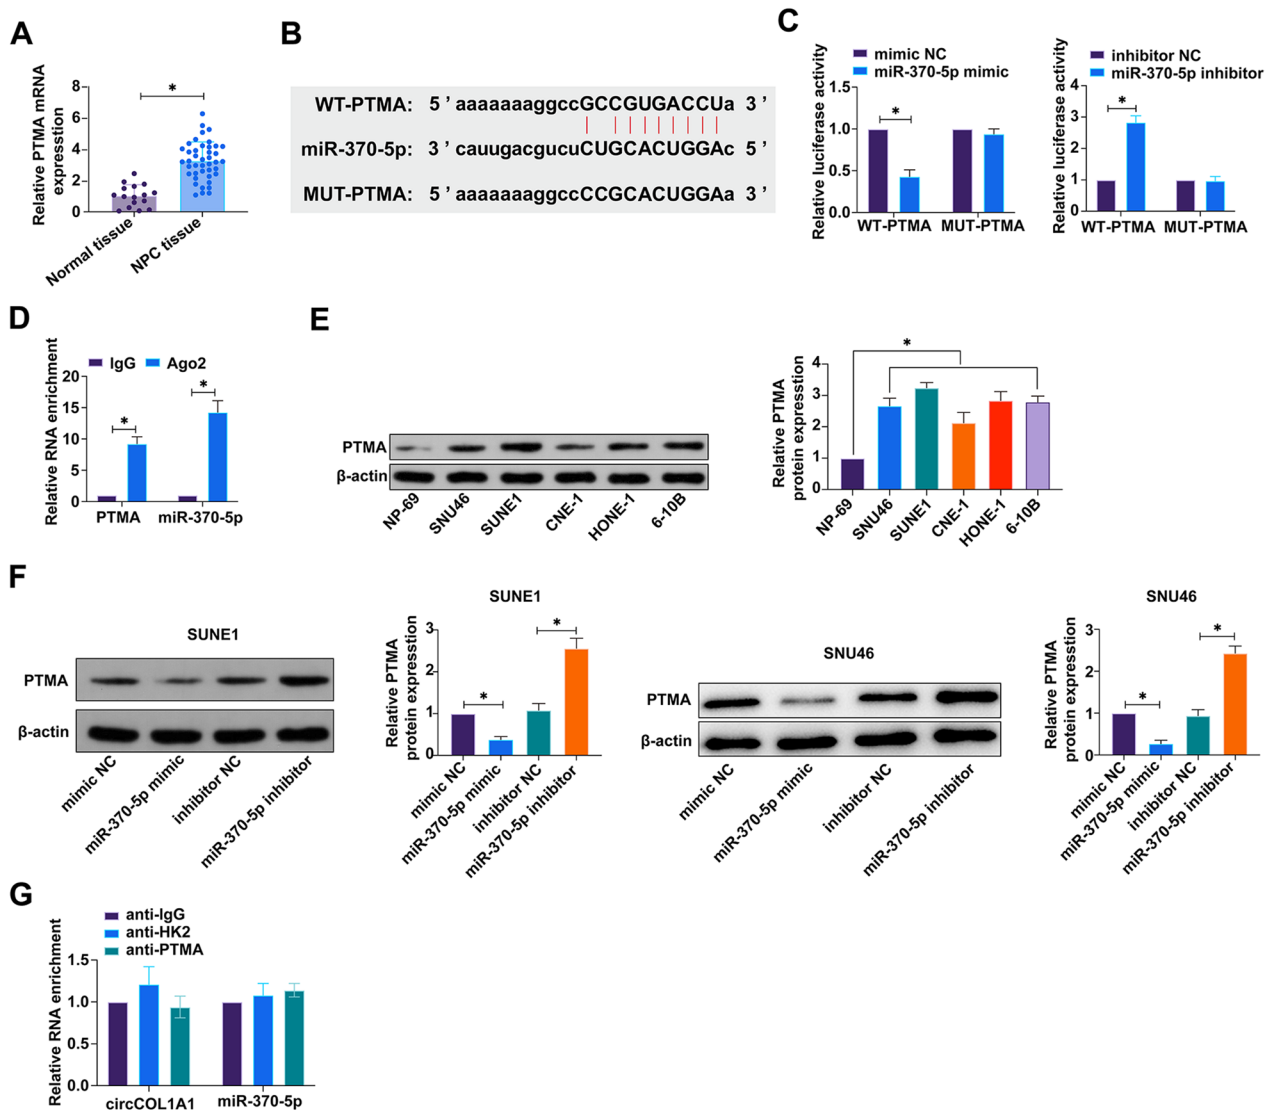 A
Relative PTMA mRNA
expresstion
8
6
4
2
0
*
Normal tissue
NPC tissue
B
WT-PTMA: 5 ’ aaaaaaaggccGCCGUGACCUa 3 ’
miR-370-5p: 3 ’ cauugacgucuCUGCACUGGAc 5 ’
MUT-PTMA: 5 ’ aaaaaaaggccCCGCACUGGAa 3 ’
C
mimic NC
miR-370-5p mimic
Relative luciferase activity
1.5
1.0
0.5
0.0
*
WT-PTMA MUT-PTMA
inhibitor NC
miR-370-5p inhibitor
Relative luciferase activity
4
3
2
1
0
*
WT-PTMA MUT-PTMA
D
IgG Ago2
Relative RNA enrichment
20
15
10
5
0
* *
PTMA miR-370-5p
E
PTMA
β-actin
NP-69
SNU46
SUNE1
CNE-1
HONE-1
6-10B
Relative PTMA
protein expresstion
4
3
2
1
0
*
NP-69
SNU46
SUNE1
CNE-1
HONE-1
6-10B
F
SUNE1
PTMA
β-actin
mimic NC
miR-370-5p mimic
inhibitor NC
miR-370-5p inhibitor
SUNE1
Relative PTMA
protein expresstion
3
2
1
0
* *
mimic NC
miR-370-5p mimic
inhibitor NC
miR-370-5p inhibitor
SNU46
PTMA
β-actin
mimic NC
miR-370-5p mimic
inhibitor NC
miR-370-5p inhibitor
SNU46
Relative PTMA
protein expresstion
3
2
1
0
* *
mimic NC
miR-370-5p mimic
inhibitor NC
miR-370-5p inhibitor
G
anti-IgG
anti-HK2
anti-PTMA
Relative RNA enrichment
1.5
1.0
0.5
0.0
circCOL1A1 miR-370-5p